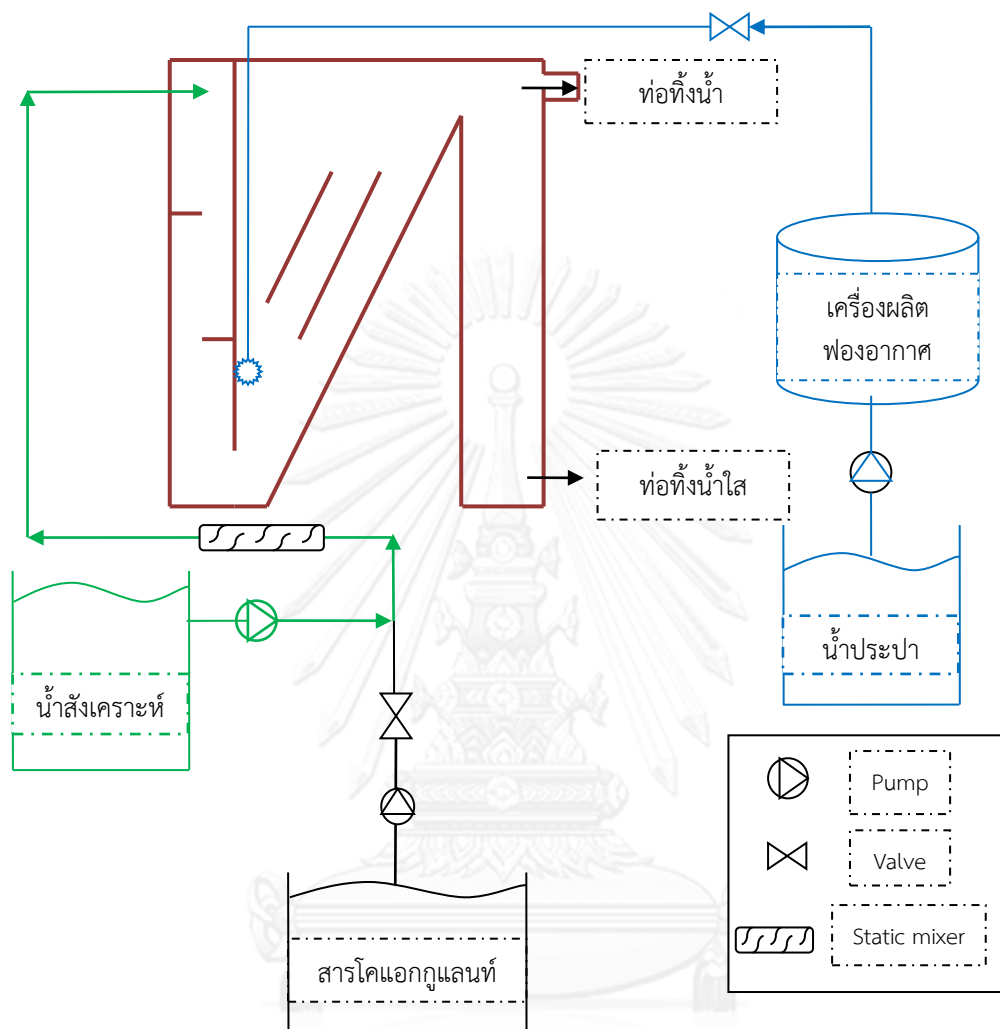 ท่อทิ้งน้ำ
เครื่องผลิต
ฟองอากาศ
ท่อทิ้งน้ำใส
น้ำประปา
น้ำสังเคราะห์
สารโคแอกกูแลนท์
Pump
Valve
Static mixer